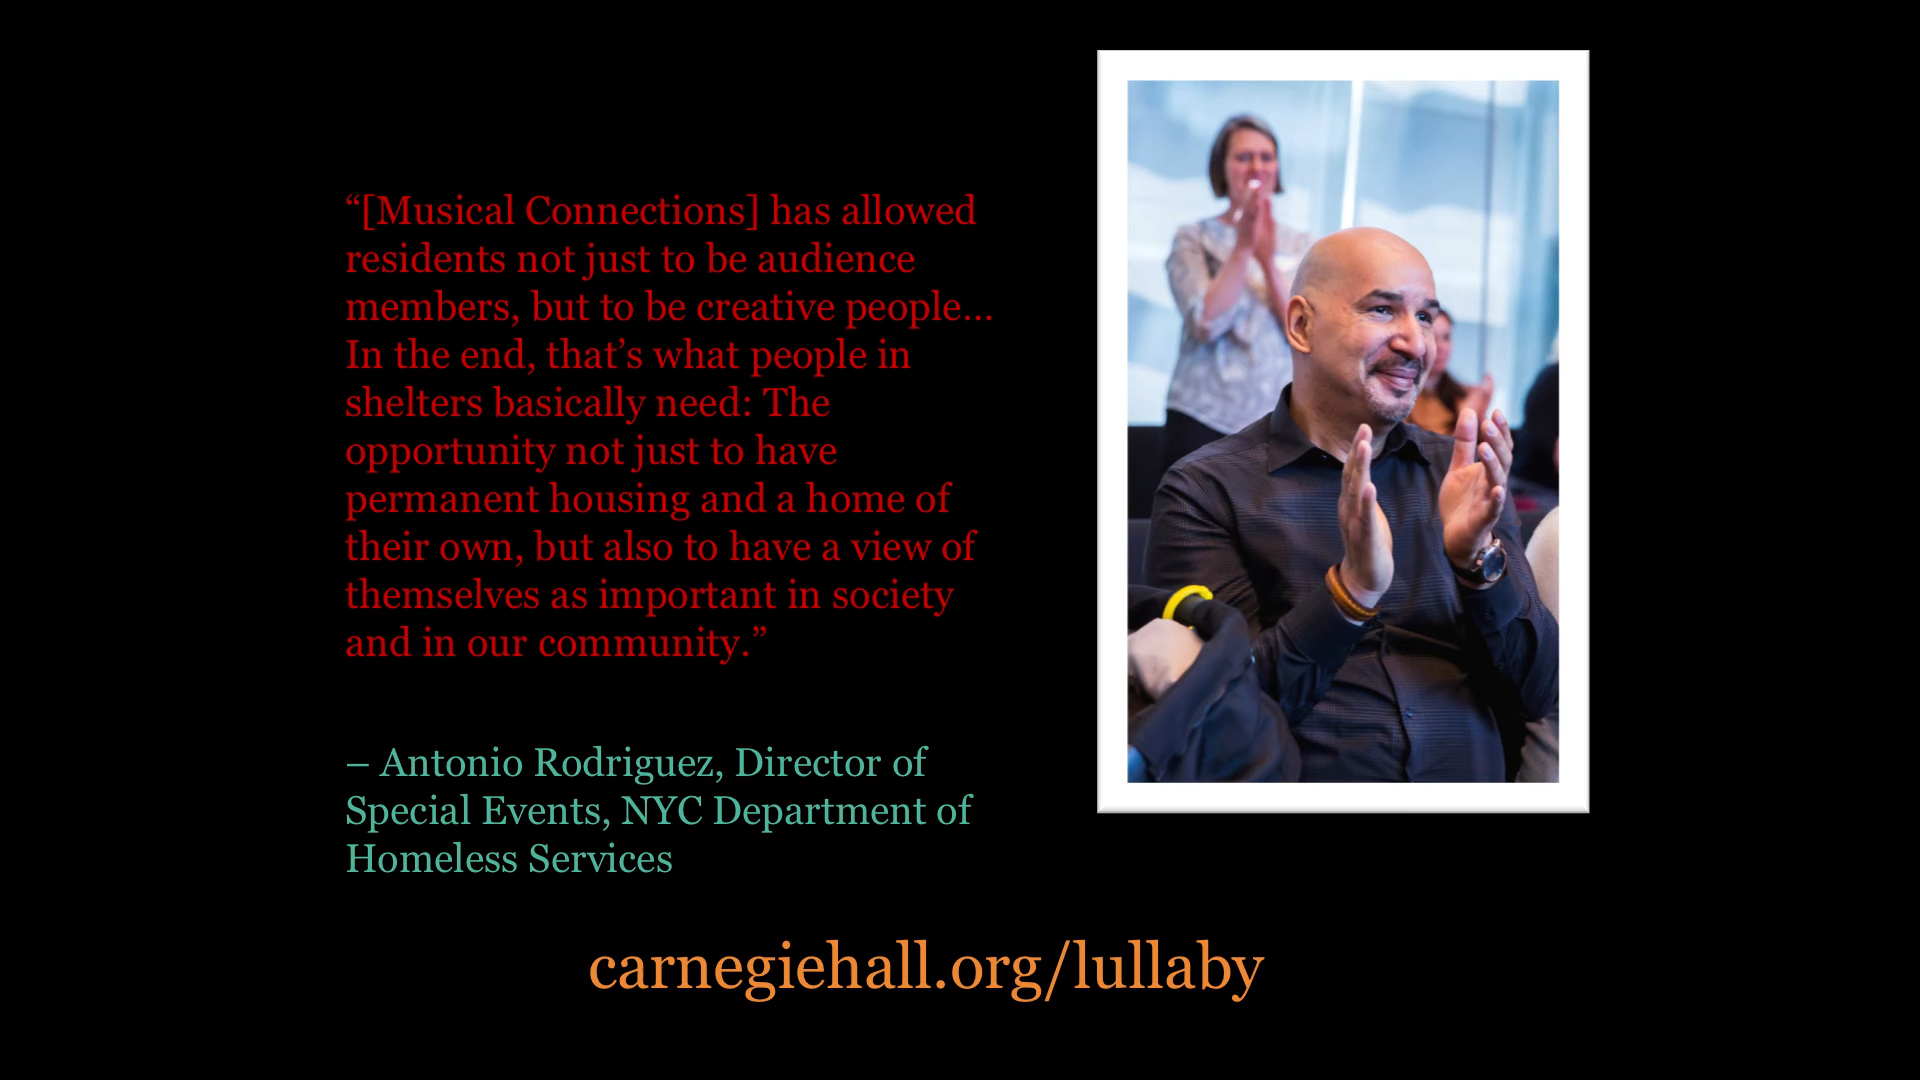 “[Musical Connections] has allowed
residents not just to be audience
members, but to be creative people…
In the end, that’s what people in
shelters basically need: The
opportunity not just to have
permanent housing and a home of
their own, but also to have a view of
themselves as important in society
and in our community.”
– Antonio Rodriguez, Director of
Special Events, NYC Department of
Homeless Services
carnegiehall.org/lullaby